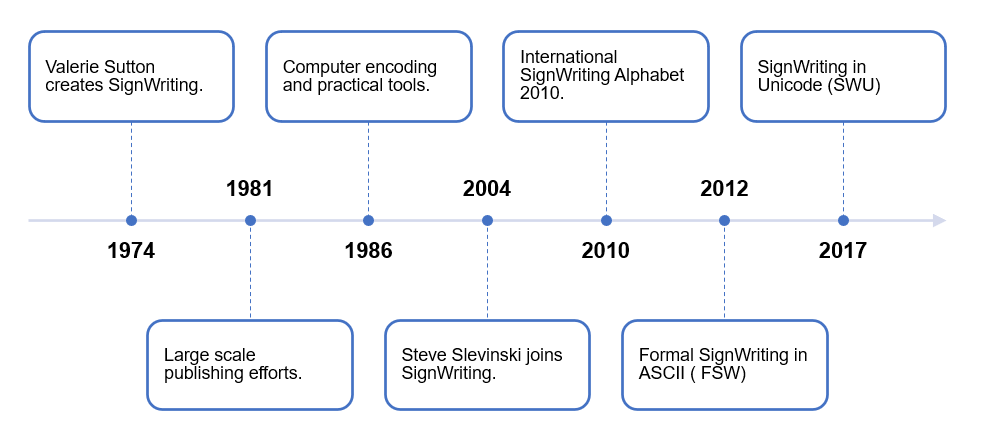 Valerie Sutton
creates SignWriting.
Computer encoding
and practical tools.
International
SignWriting Alphabet
2010.
SignWriting in
Unicode (SWU)
1981
2004
2012
1974
1986
2010
2017
Large scale
publishing efforts.
Steve Slevinski joins
SignWriting.
Formal SignWriting in
ASCII ( FSW)